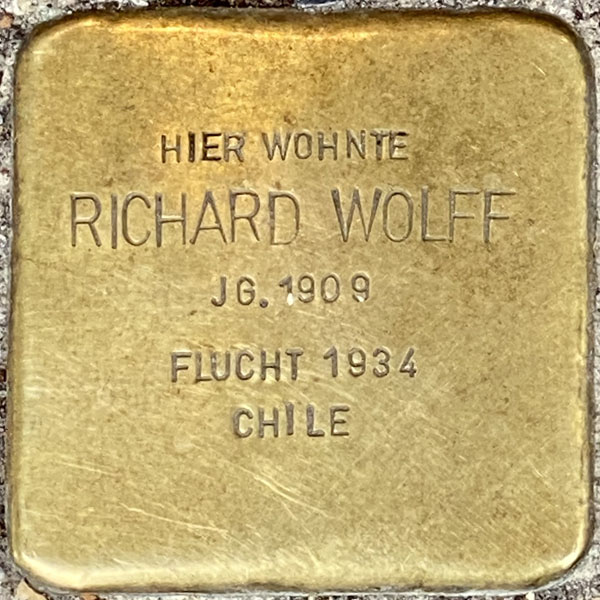 HIER WOHNTE
RICHARD WOLFF
JG. 1909
FLUCHT 1934
CHILE